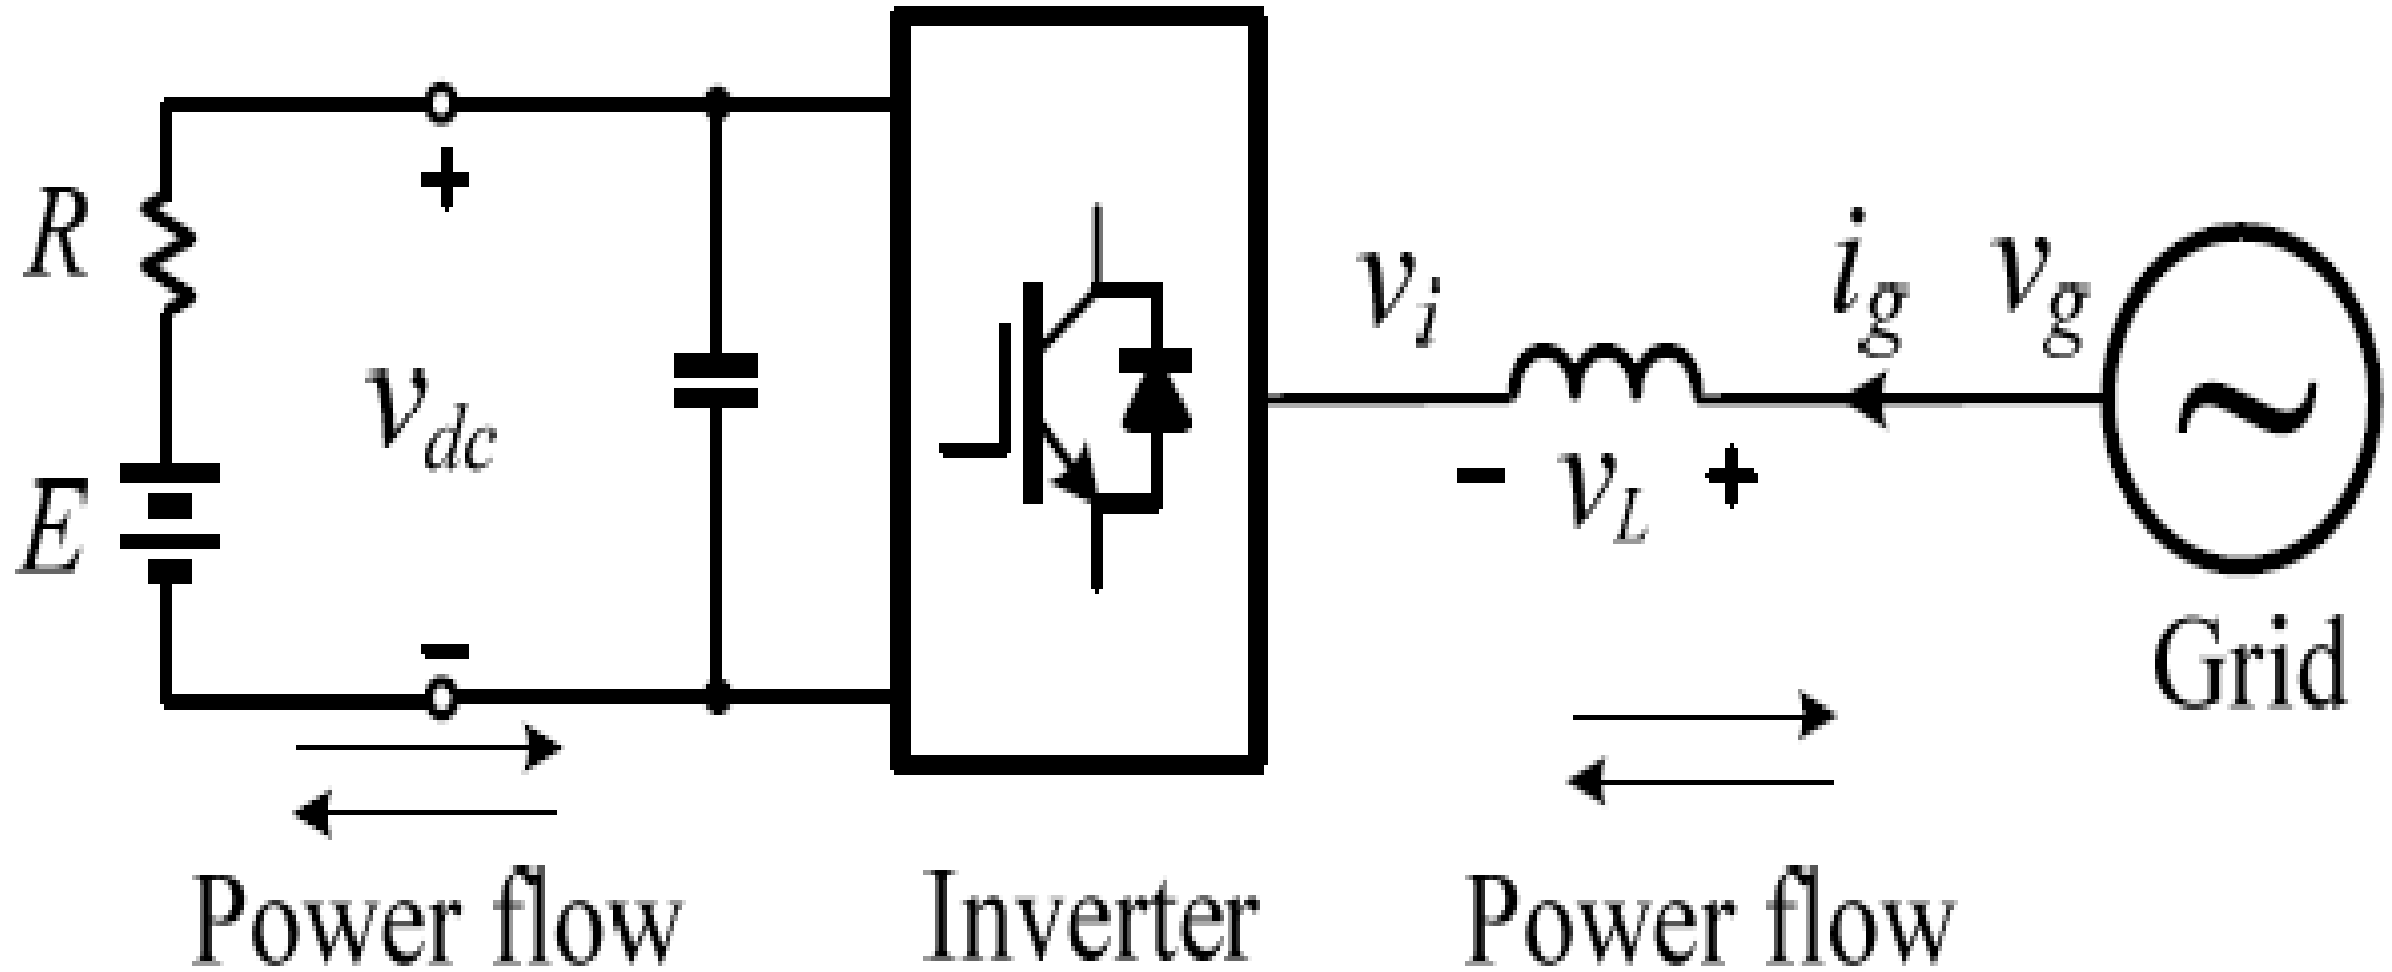 R
E
+
v_dc
−
v_i
i_g
v_g
− v_L +
~
Grid
Power flow
Inverter
Power flow